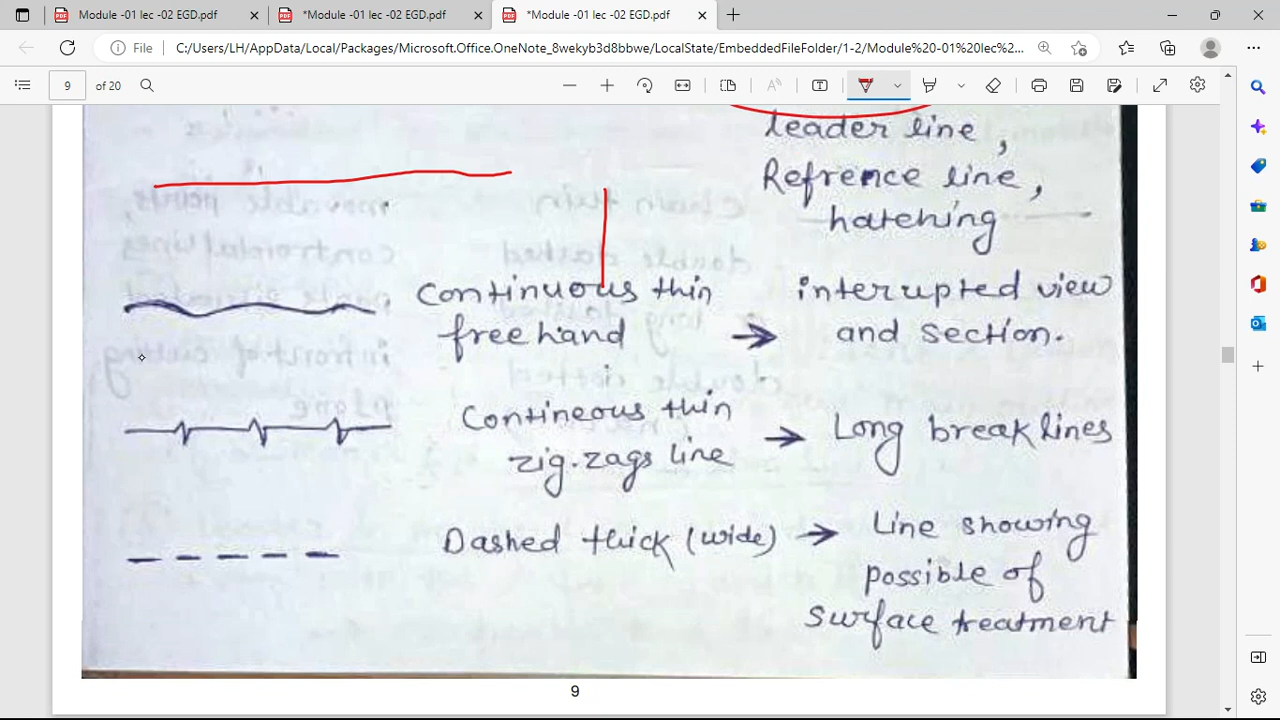 Module -01 lec -02 EGD.pdf
*Module -01 lec -02 EGD.pdf
*Module -01 lec -02 EGD.pdf
File
C:/Users/LH/AppData/Local/Packages/Microsoft.Office.OneNote_8wekyb3d8bbwe/LocalState/EmbeddedFileFolder/1-2/Module%20-01%20lec%2...
9 of 20
leader line,
Refrence line,
hatching
Continuous thin interrupted view
freehand → and section.
Contineous thin
zig-zags line → Long break lines
Dashed thick (wide) → Line showing
possible of
surface treatment
9